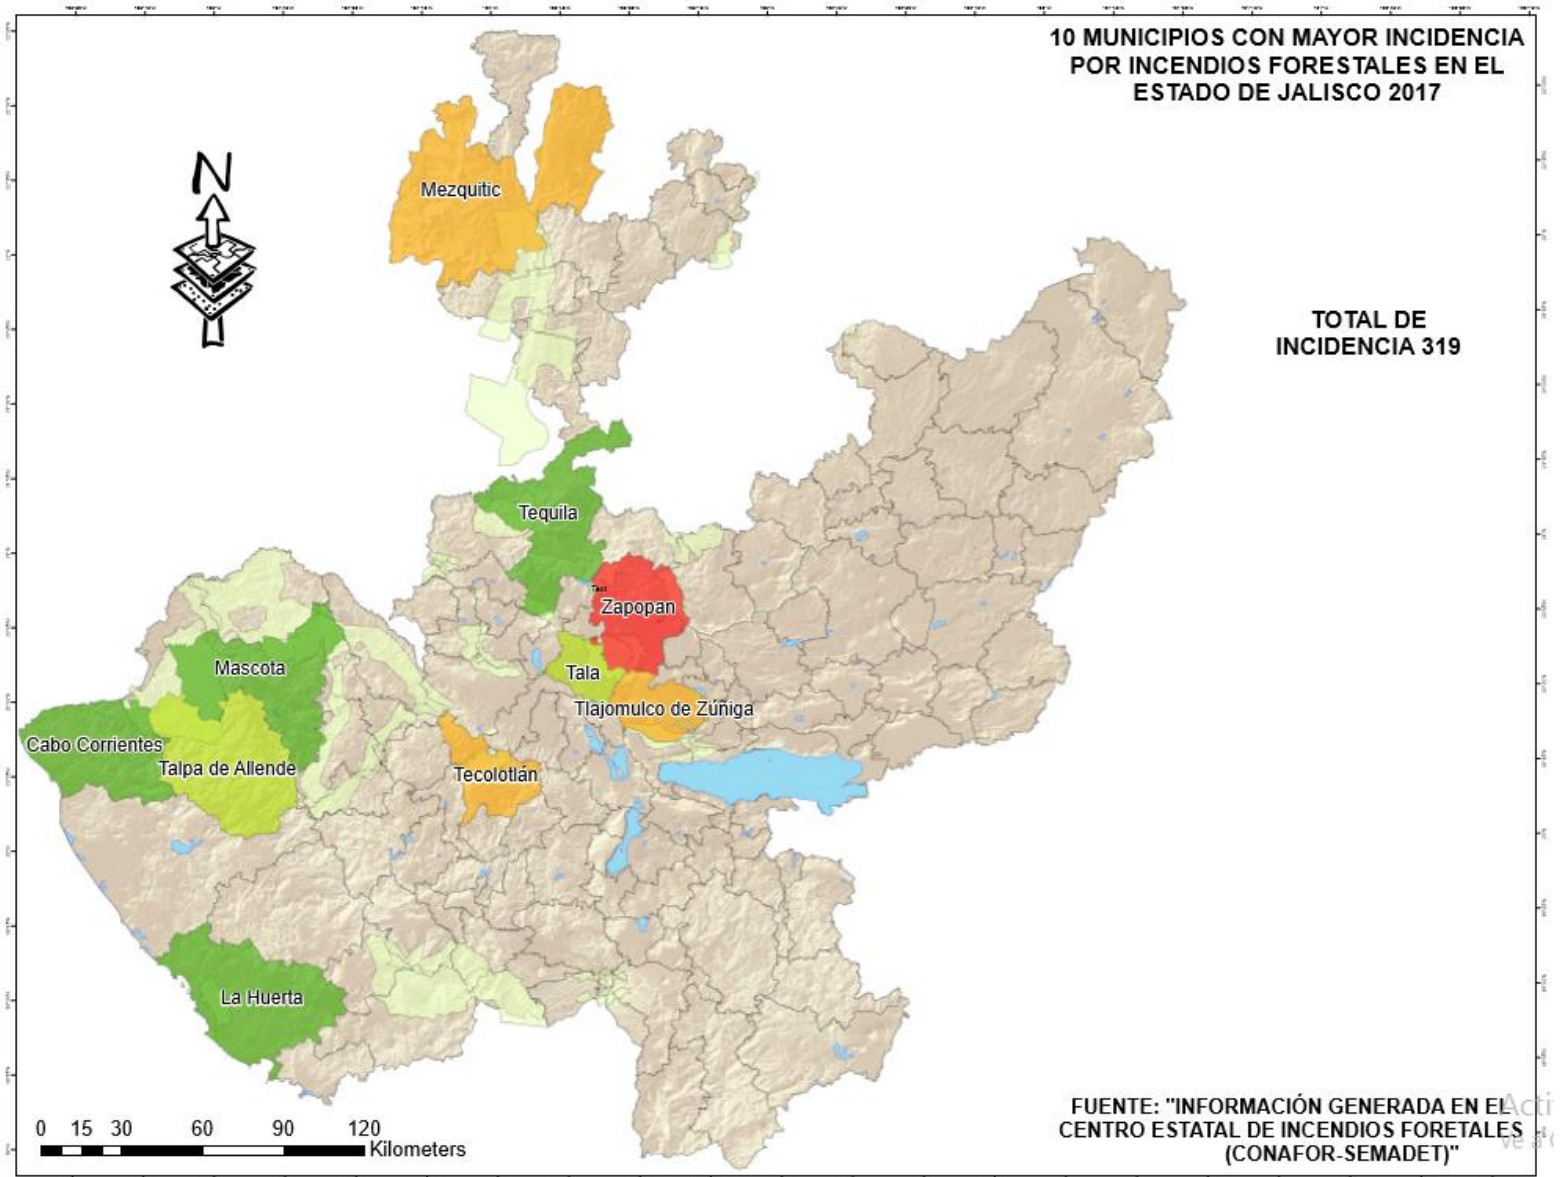 10 MUNICIPIOS CON MAYOR INCIDENCIA
POR INCENDIOS FORESTALES EN EL
ESTADO DE JALISCO 2017
N
Mezquitic
TOTAL DE
INCIDENCIA 319
Tequila
Zapopan
Mascota
Tala
Tlajomulco de Zúñiga
Cabo Corrientes
Talpa de Allende
Tecolotlán
La Huerta
FUENTE: "INFORMACIÓN GENERADA EN EL
CENTRO ESTATAL DE INCENDIOS FORETALES
(CONAFOR-SEMADET)"
0 15 30 60 90 120
Kilometers